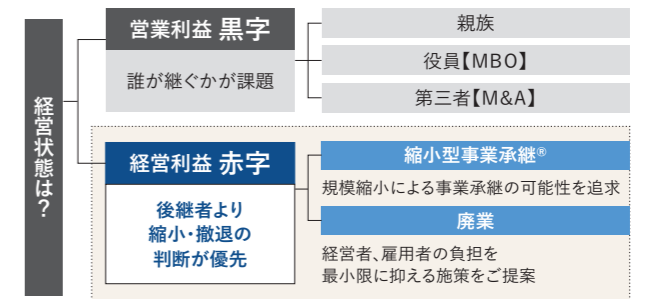 経営状態は？
営業利益 黒字
誰が継ぐかが課題
親族
役員【MBO】
第三者【M&A】
経営利益 赤字
後継者より
縮小・撤退の
判断が優先
縮小型事業承継®
規模縮小による事業承継の可能性を追求
廃業
経営者、雇用者の負担を
最小限に抑える施策をご提案